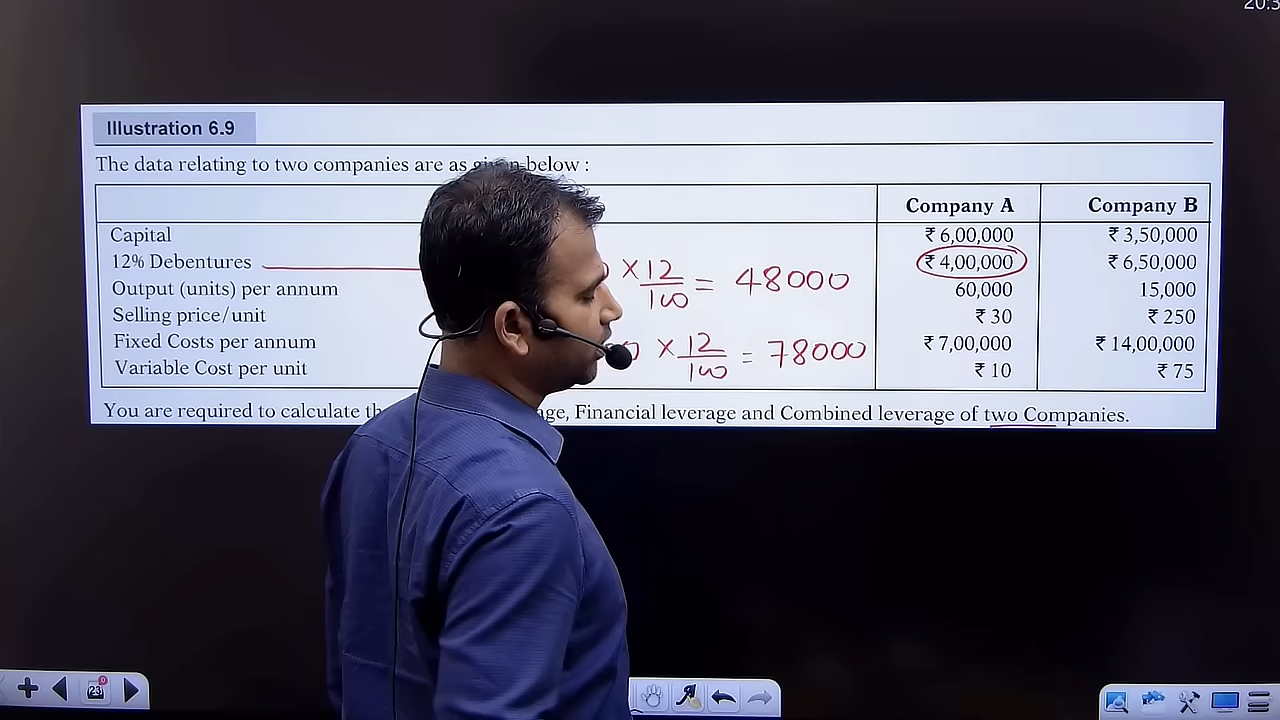 20:3
Illustration 6.9
The data relating to two companies are as given below :
Company A Company B
Capital ₹ 6,00,000 ₹ 3,50,000
12% Debentures ₹ 4,00,000 ₹ 6,50,000
× 12/100 = 48000
Output (units) per annum 60,000 15,000
Selling price/unit ₹ 30 ₹ 250
Fixed Costs per annum ₹ 7,00,000 ₹ 14,00,000
0 × 12/100 = 78000
Variable Cost per unit ₹ 10 ₹ 75
You are required to calculate , Financial leverage and Combined leverage of two Companies.
23
0